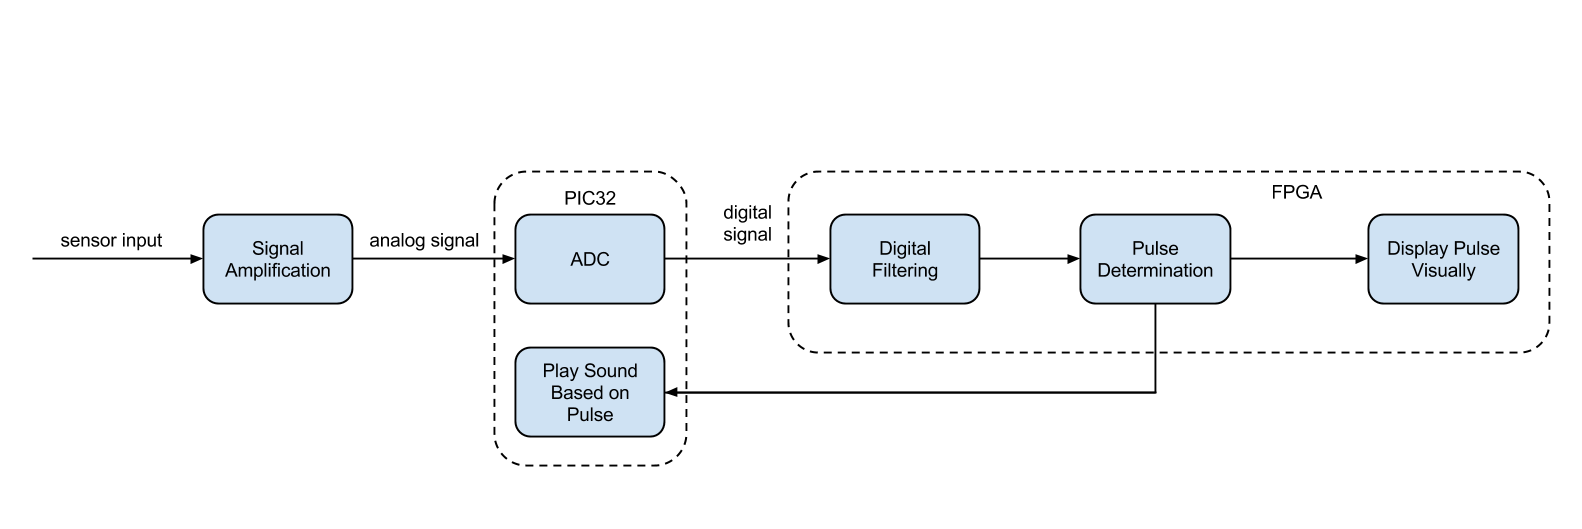 sensor input
Signal
Amplification
analog signal
PIC32
ADC
digital
signal
FPGA
Digital
Filtering
Pulse
Determination
Display Pulse
Visually
Play Sound
Based on
Pulse